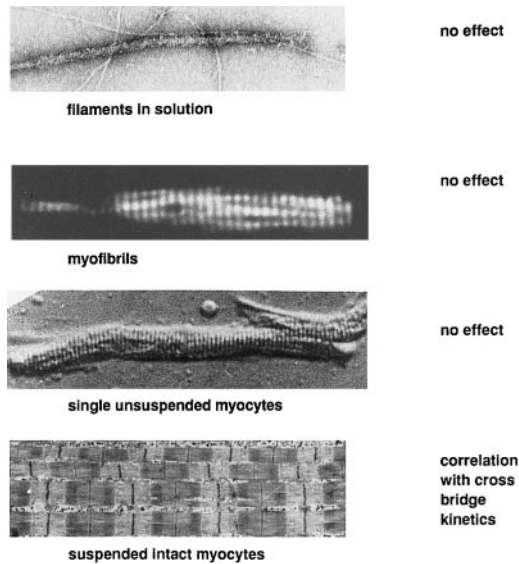 no effect
filaments in solution
no effect
myofibrils
no effect
single unsuspended myocytes
correlation
with cross
bridge
kinetics
suspended intact myocytes